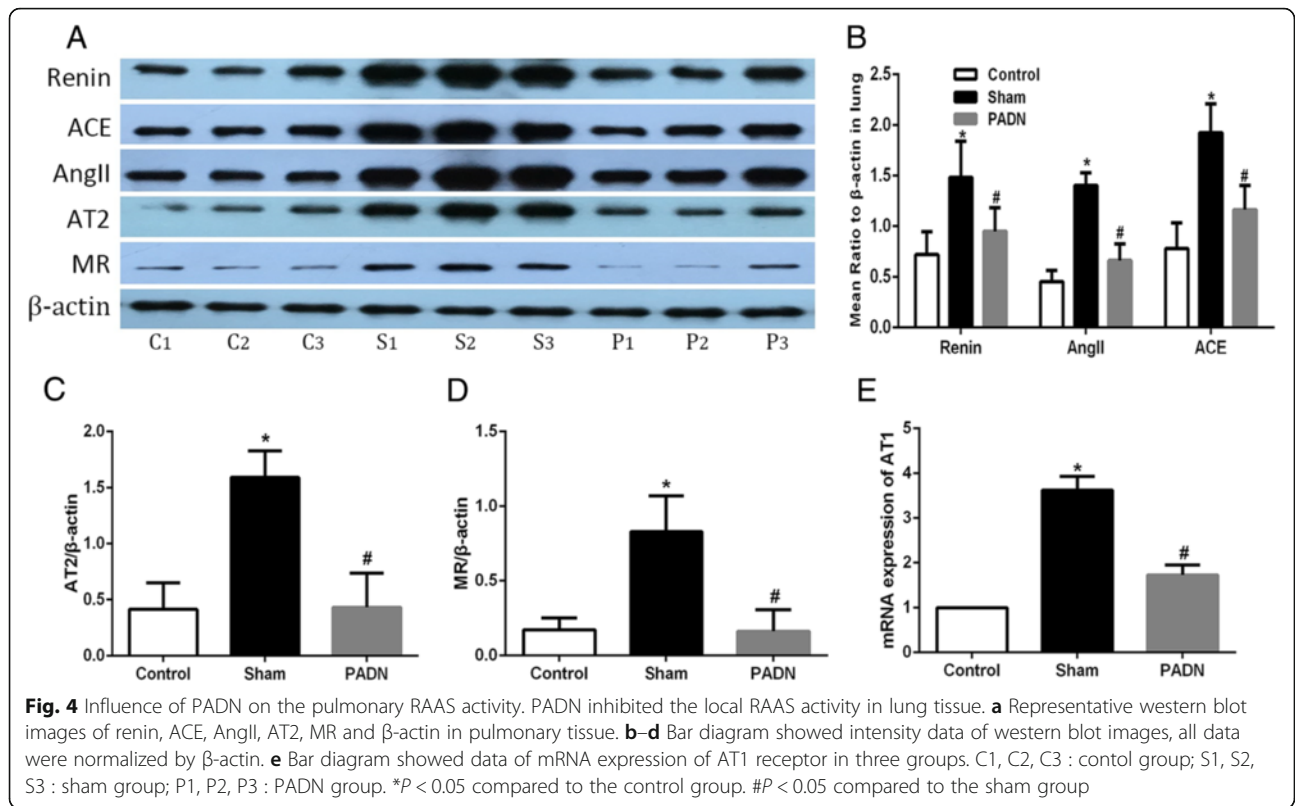 A
Renin
ACE
AngII
AT2
MR
β-actin
C1 C2 C3 S1 S2 S3 P1 P2 P3
B
Mean Ratio to β-actin in lung
2.5
2.0
1.5
1.0
0.5
0.0
Control
Sham
PADN
*
#
*
#
*
#
Renin AngII ACE
C
AT2/β-actin
2.0
1.5
1.0
0.5
0.0
*
#
Control Sham PADN
D
MR/β-actin
1.5
1.0
0.5
0.0
*
#
Control Sham PADN
E
mRNA expression of AT1
5
4
3
2
1
0
*
#
Control Sham PADN
Fig. 4 Influence of PADN on the pulmonary RAAS activity. PADN inhibited the local RAAS activity in lung tissue. a Representative western blot
images of renin, ACE, AngII, AT2, MR and β-actin in pulmonary tissue. b–d Bar diagram showed intensity data of western blot images, all data
were normalized by β-actin. e Bar diagram showed data of mRNA expression of AT1 receptor in three groups. C1, C2, C3 : contol group; S1, S2,
S3 : sham group; P1, P2, P3 : PADN group. *P < 0.05 compared to the control group. #P < 0.05 compared to the sham group